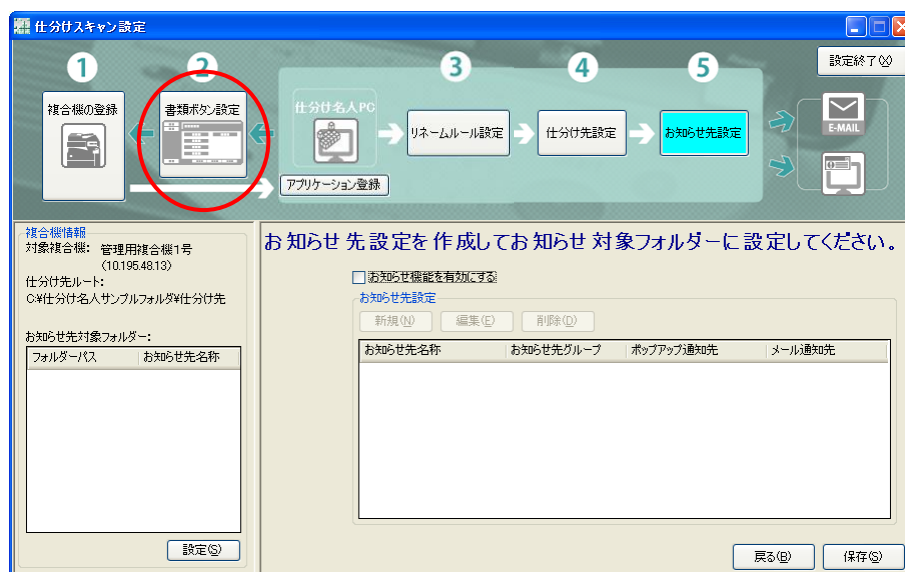 仕分けスキャン設定
1
2
3
4
5
設定終了(X)
複合機の登録
書類ボタン設定
仕分け名人PC
リネームルール設定
仕分け先設定
お知らせ先設定
E-MAIL
アプリケーション登録
複合機情報
対象複合機: 管理用複合機1号
(10.195.48.13)
仕分け先ルート:
C:¥仕分け名人サンプルフォルダ¥仕分け先
お知らせ先対象フォルダー:
フォルダーパス お知らせ先名称
設定(S)
お知らせ先設定を作成してお知らせ対象フォルダーに設定してください。
お知らせ機能を有効にする
お知らせ先設定
新規(N) 編集(E) 削除(D)
お知らせ先名称 お知らせ先グループ ポップアップ通知先 メール通知先
戻る(B) 保存(S)